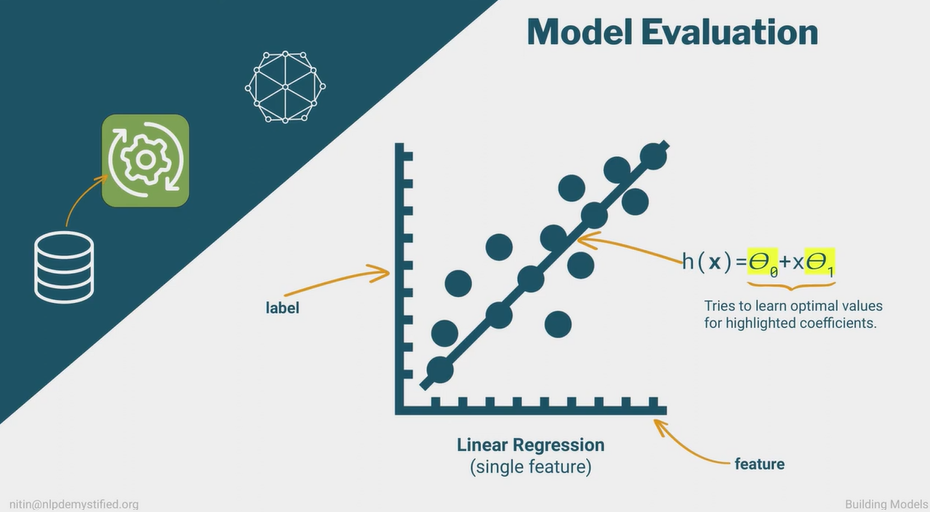 Model Evaluation
h(x)=Θ0+xΘ1
Tries to learn optimal values
for highlighted coefficients.
label
Linear Regression
(single feature)
feature
nitin@nlpdemystified.org
Building Models